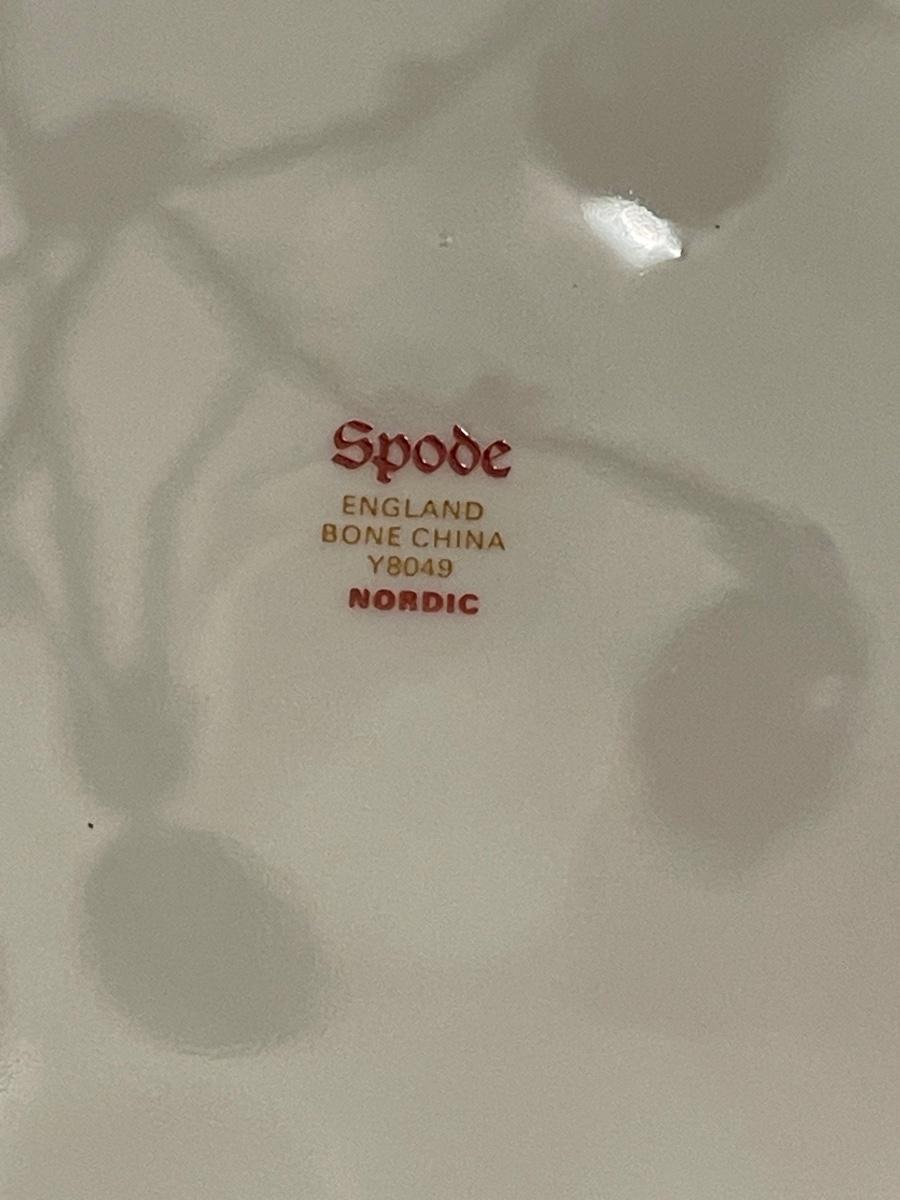 Spode
ENGLAND
BONE CHINA
Y8049
NORDIC